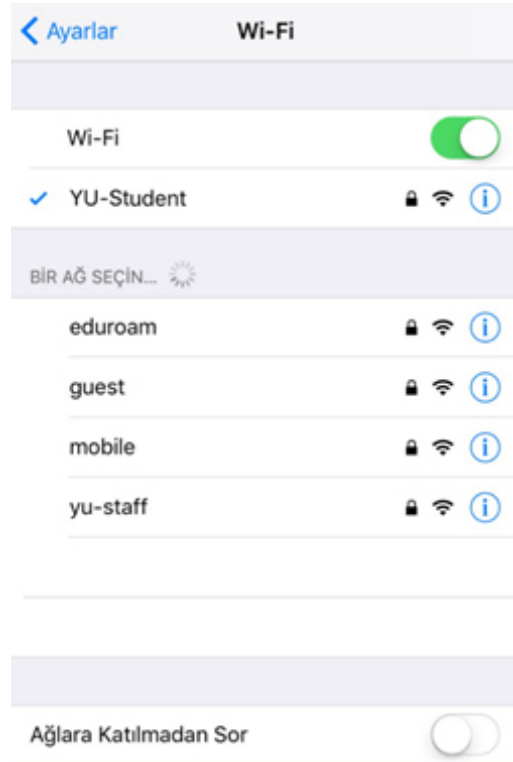 Ayarlar Wi-Fi
Wi-Fi
YU-Student
BİR AĞ SEÇİN...
eduroam
guest
mobile
yu-staff
Ağlara Katılmadan Sor